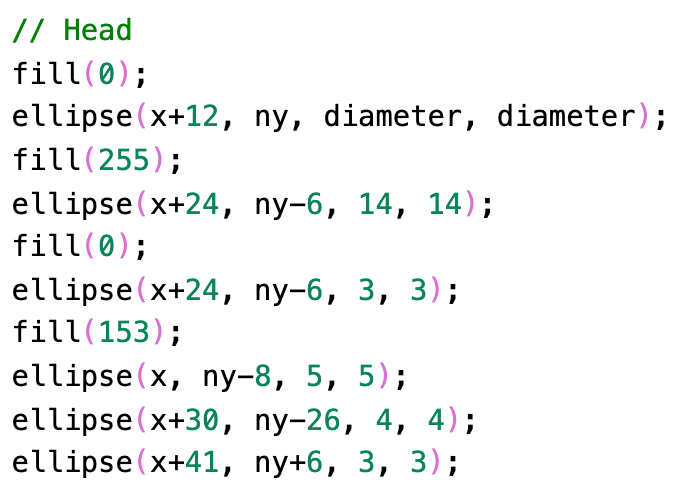 // Head
fill(0);
ellipse(x+12, ny, diameter, diameter);
fill(255);
ellipse(x+24, ny-6, 14, 14);
fill(0);
ellipse(x+24, ny-6, 3, 3);
fill(153);
ellipse(x, ny-8, 5, 5);
ellipse(x+30, ny-26, 4, 4);
ellipse(x+41, ny+6, 3, 3);